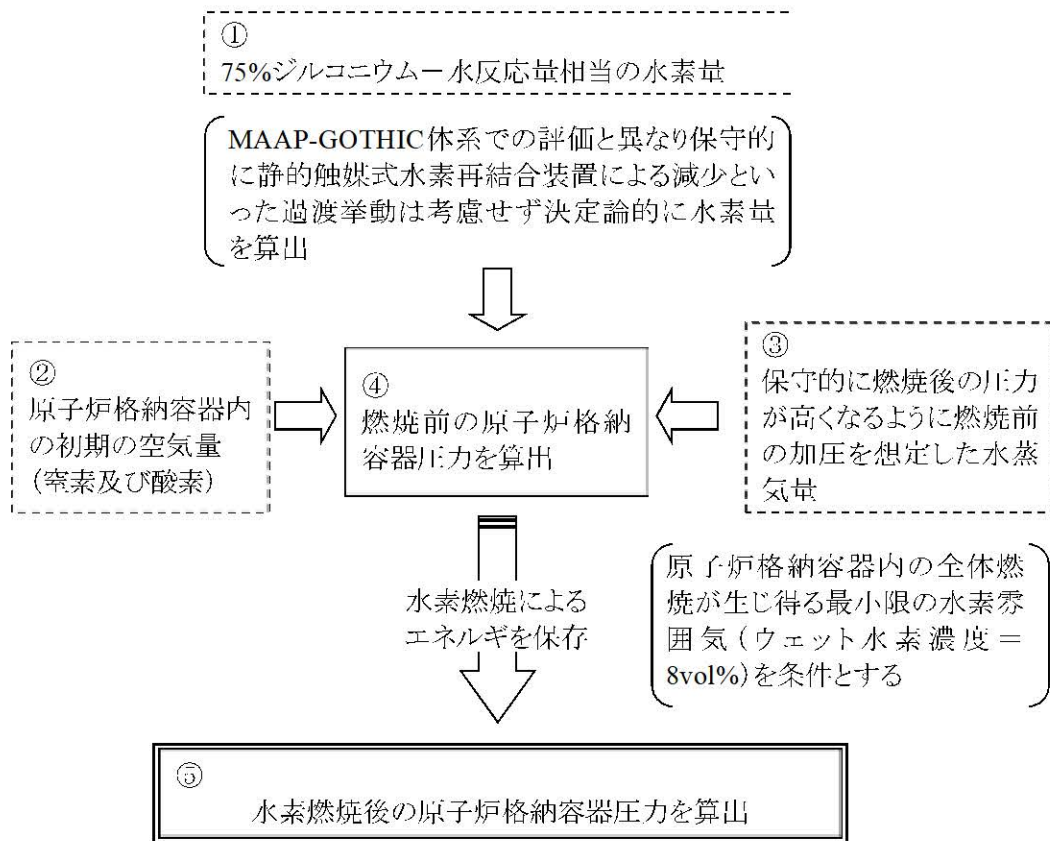 ①
75%ジルコニウム－水反応量相当の水素量
MAAP-GOTHIC体系での評価と異なり保守的
に静的触媒式水素再結合装置による減少とい
った過渡挙動は考慮せず決定論的に水素量
を算出
②
原子炉格納容器内
の初期の空気量
(窒素及び酸素)
④
燃焼前の原子炉格納
容器圧力を算出
③
保守的に燃焼後の圧力
が高くなるように燃焼前
の加圧を想定した水蒸
気量
水素燃焼による
エネルギを保存
原子炉格納容器内の全体燃
焼が生じ得る最小限の水素雰
囲気(ウェット水素濃度＝
8vol%)を条件とする
⑤
水素燃焼後の原子炉格納容器圧力を算出